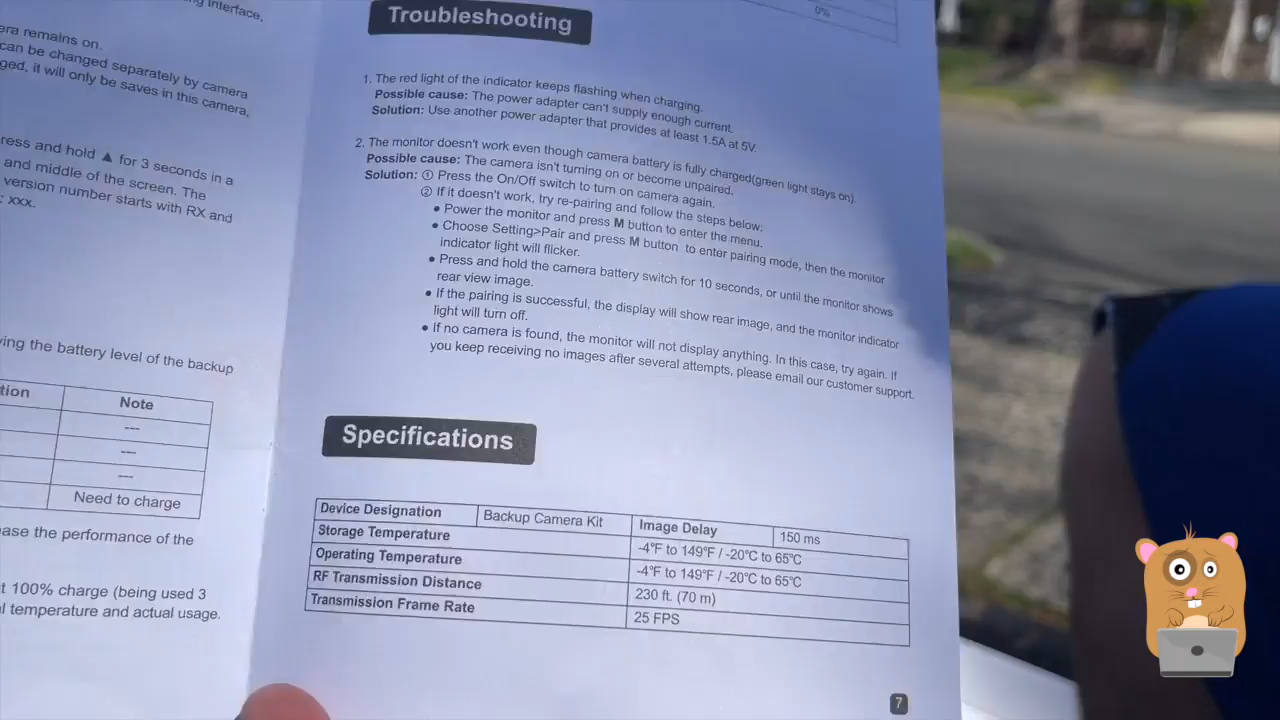 ng interface,
era remains on.
can be changed separately by camera
ged, it will only be saves in this camera,
ress and hold ▲ for 3 seconds in a
and middle of the screen. The
version number starts with RX and
: xxx.
ving the battery level of the backup
tion Note
---
---
---
Need to charge
ase the performance of the
t 100% charge (being used 3
l temperature and actual usage.
0%
Troubleshooting
1. The red light of the indicator keeps flashing when charging.
Possible cause: The power adapter can't supply enough current.
Solution: Use another power adapter that provides at least 1.5A at 5V.
2. The monitor doesn't work even though camera battery is fully charged(green light stays on).
Possible cause: The camera isn't turning on or become unpaired.
Solution: ① Press the On/Off switch to turn on camera again.
② If it doesn't work, try re-pairing and follow the steps below:
• Power the monitor and press M button to enter the menu.
• Choose Setting>Pair and press M button to enter pairing mode, then the monitor
indicator light will flicker.
• Press and hold the camera battery switch for 10 seconds, or until the monitor shows
rear view image.
• If the pairing is successful, the display will show rear image, and the monitor indicator
light will turn off.
• If no camera is found, the monitor will not display anything. In this case, try again. If
you keep receiving no images after several attempts, please email our customer support.
Specifications
Device Designation Backup Camera Kit Image Delay 150 ms
Storage Temperature -4℉ to 149℉ / -20℃ to 65℃
Operating Temperature -4℉ to 149℉ / -20℃ to 65℃
RF Transmission Distance 230 ft. (70 m)
Transmission Frame Rate 25 FPS
7